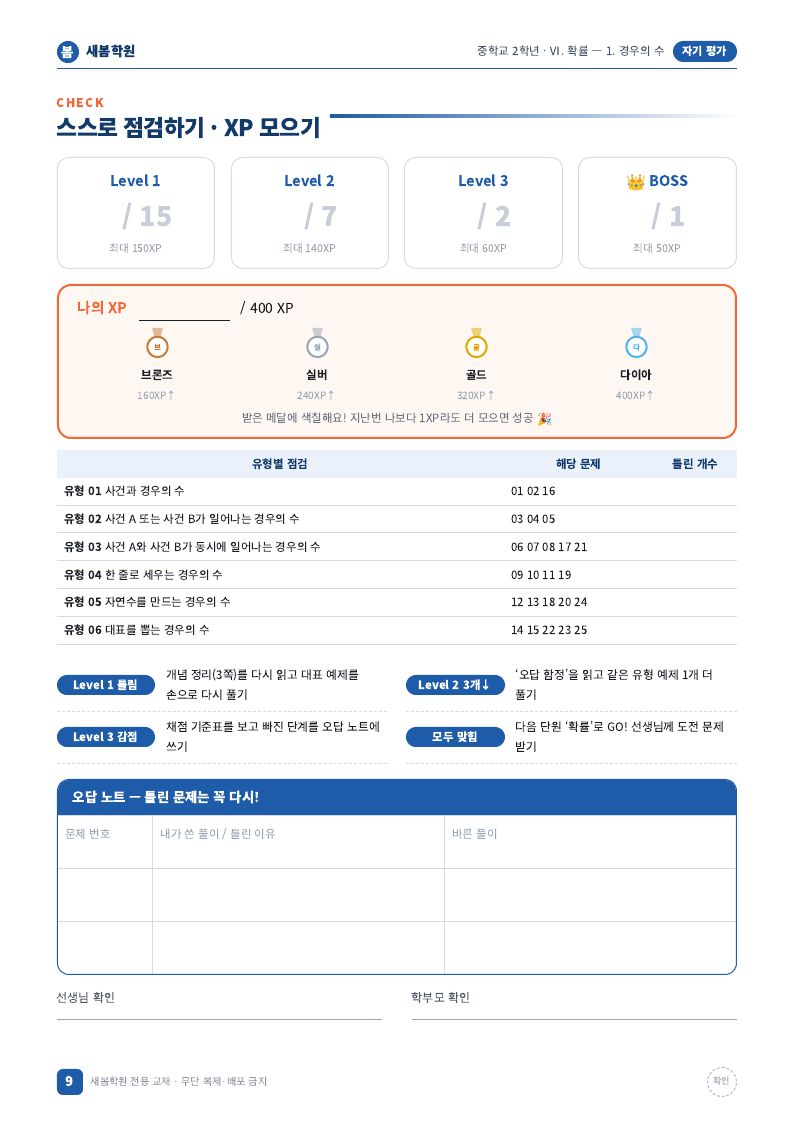 봄 새봄학원
중학교 2학년 · VI. 확률 — 1. 경우의 수 자기 평가
CHECK
스스로 점검하기 · XP 모으기
Level 1
/ 15
최대 150XP
Level 2
/ 7
최대 140XP
Level 3
/ 2
최대 60XP
👑 BOSS
/ 1
최대 50XP
나의 XP / 400 XP
브
브론즈
160XP↑
실
실버
240XP↑
골
골드
320XP↑
다
다이아
400XP↑
받은 메달에 색칠해요! 지난번 나보다 1XP라도 더 모으면 성공 🎉
유형별 점검 해당 문제 틀린 개수
유형 01 사건과 경우의 수 01 02 16
유형 02 사건 A 또는 사건 B가 일어나는 경우의 수 03 04 05
유형 03 사건 A와 사건 B가 동시에 일어나는 경우의 수 06 07 08 17 21
유형 04 한 줄로 세우는 경우의 수 09 10 11 19
유형 05 자연수를 만드는 경우의 수 12 13 18 20 24
유형 06 대표를 뽑는 경우의 수 14 15 22 23 25
Level 1 틀림
개념 정리(3쪽)를 다시 읽고 대표 예제를
손으로 다시 풀기
Level 2 3개↓
‘오답 함정’을 읽고 같은 유형 예제 1개 더
풀기
Level 3 감점
채점 기준표를 보고 빠진 단계를 오답 노트에
쓰기
모두 맞힘
다음 단원 ‘확률’로 GO! 선생님께 도전 문제
받기
오답 노트 — 틀린 문제는 꼭 다시!
문제 번호 내가 쓴 풀이 / 틀린 이유 바른 풀이
선생님 확인 학부모 확인
9 새봄학원 전용 교재 · 무단 복제·배포 금지 확인